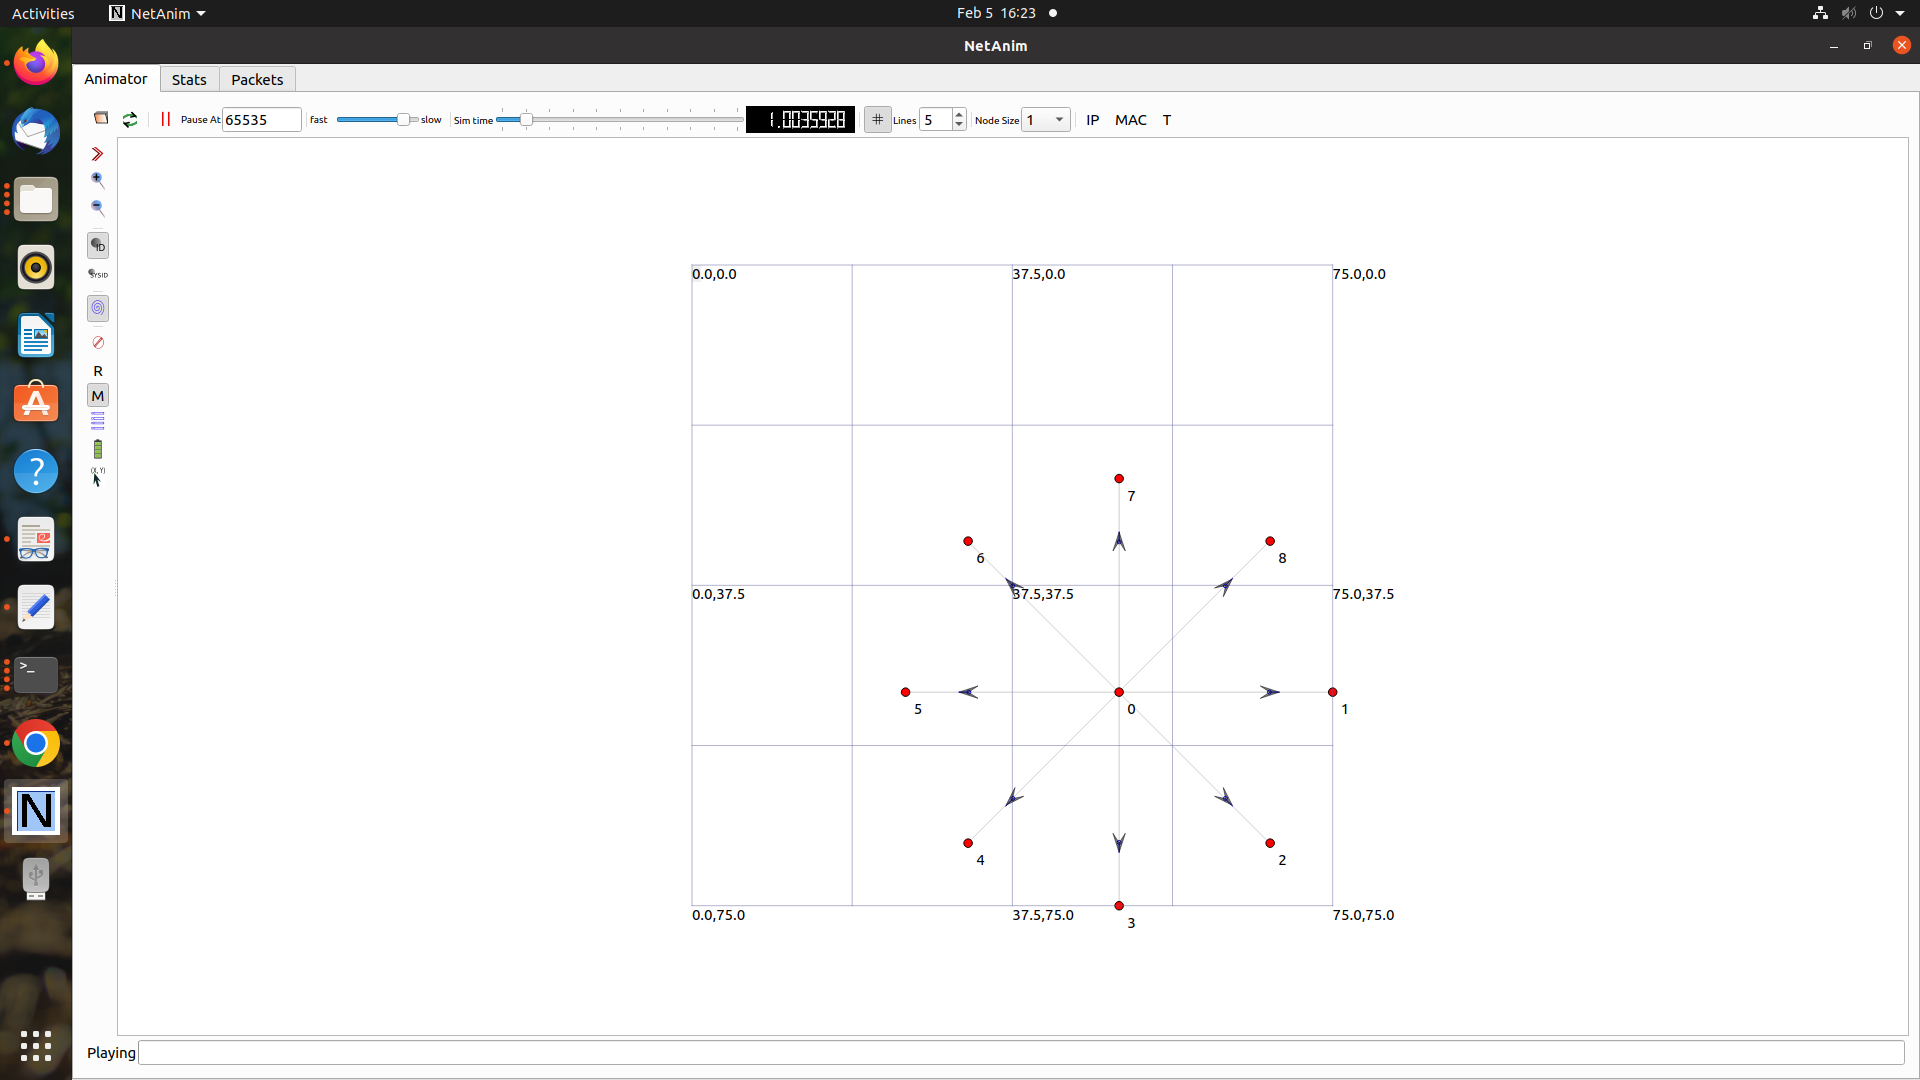 Activities NetAnim Feb 5 16:23
NetAnim
Animator Stats Packets
Pause At 65535 fast slow Sim time 1.0035928 # Lines 5 Node Size 1 IP MAC T
ID
SYSID
R
M
(X, Y)
0.0,0.0 37.5,0.0 75.0,0.0
7
6 8
0.0,37.5 37.5,37.5 75.0,37.5
5 0 1
4 2
0.0,75.0 37.5,75.0 75.0,75.0
3
Playing